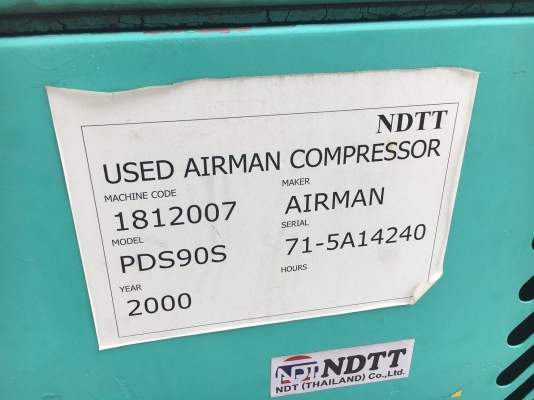 NDTT
USED AIRMAN COMPRESSOR
MACHINE CODE MAKER
1812007 AIRMAN
MODEL SERIAL
PDS90S 71-5A14240
YEAR HOURS
2000
NDT NDTT
NDT (THAILAND) Co.,Ltd.